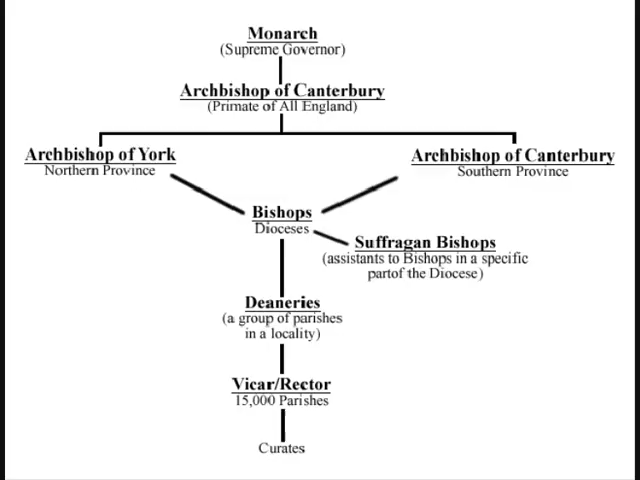 Monarch
(Supreme Governor)
Archbishop of Canterbury
(Primate of All England)
Archbishop of York
Northern Province
Archbishop of Canterbury
Southern Province
Bishops
Dioceses
Suffragan Bishops
(assistants to Bishops in a specific
partof the Diocese)
Deaneries
(a group of parishes
in a locality)
Vicar/Rector
15,000 Parishes
Curates